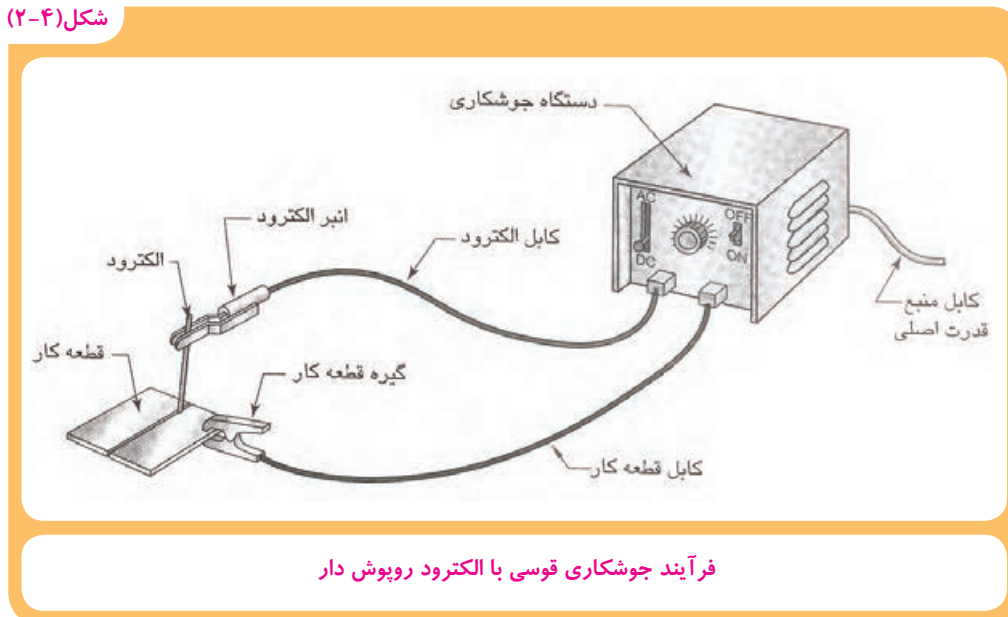 شکل(۴-۲)
دستگاه جوشکاری
AC
DC
OFF
ON
انبر الکترود
کابل الکترود
الکترود
کابل منبع
قدرت اصلی
قطعه کار
گیره قطعه کار
کابل قطعه کار
فرآیند جوشکاری قوسی با الکترود روپوش دار